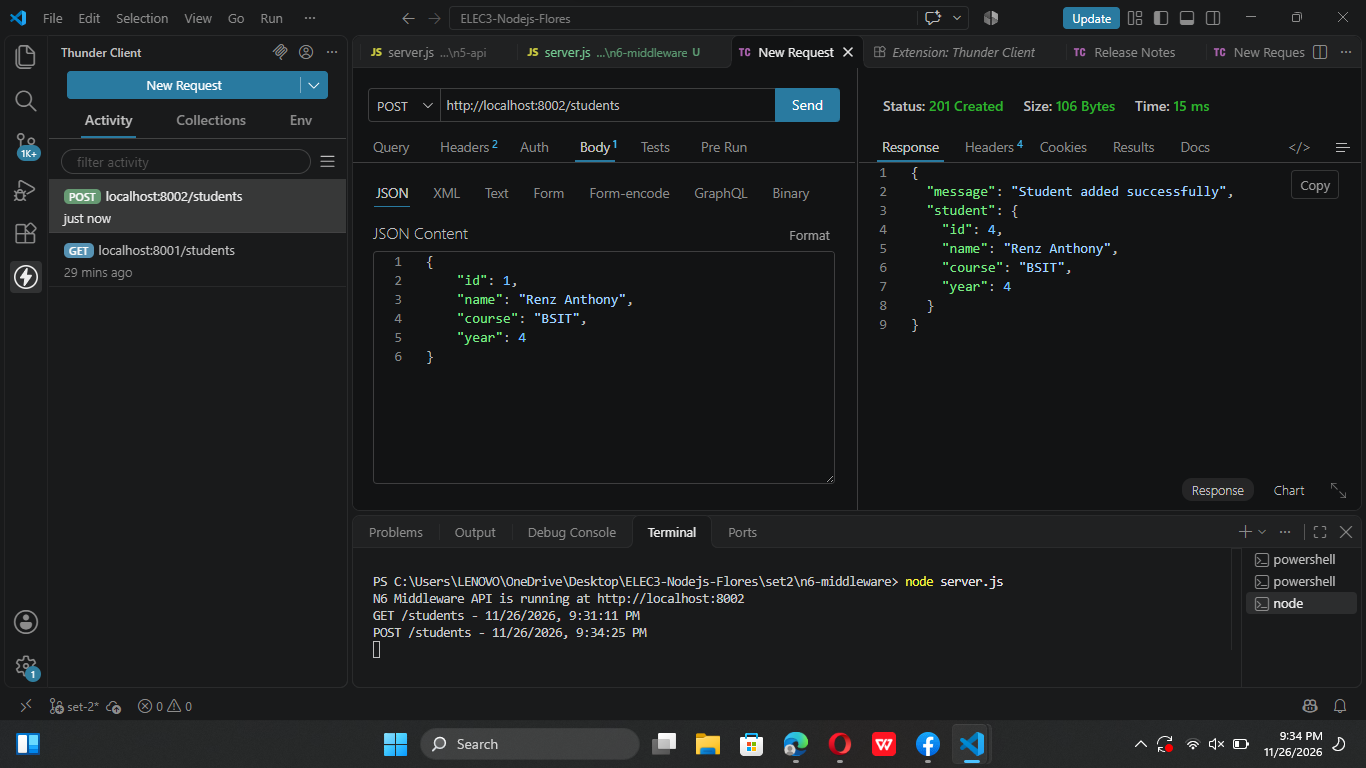 File Edit Selection View Go Run ···
ELEC3-Nodejs-Flores
Update
Thunder Client
New Request
Activity Collections Env
filter activity
POST localhost:8002/students
just now
GET localhost:8001/students
29 mins ago
1K+
1
JS server.js ...\n5-api
JS server.js ...\n6-middleware U
TC New Request
Extension: Thunder Client
TC Release Notes
TC New Reques
POST http://localhost:8002/students Send
Query Headers 2 Auth Body 1 Tests Pre Run
JSON XML Text Form Form-encode GraphQL Binary
JSON Content Format
1 {
2 "id": 1,
3 "name": "Renz Anthony",
4 "course": "BSIT",
5 "year": 4
6 }
Status: 201 Created Size: 106 Bytes Time: 15 ms
Response Headers 4 Cookies Results Docs </>
Copy
1 {
2 "message": "Student added successfully",
3 "student": {
4 "id": 4,
5 "name": "Renz Anthony",
6 "course": "BSIT",
7 "year": 4
8 }
9 }
Response Chart
Problems Output Debug Console Terminal Ports
PS C:\Users\LENOVO\OneDrive\Desktop\ELEC3-Nodejs-Flores\set2\n6-middleware> node server.js
N6 Middleware API is running at http://localhost:8002
GET /students - 11/26/2026, 9:31:11 PM
POST /students - 11/26/2026, 9:34:25 PM
powershell
powershell
node
set-2* 0 0
Search
W
9:34 PM
11/26/2026